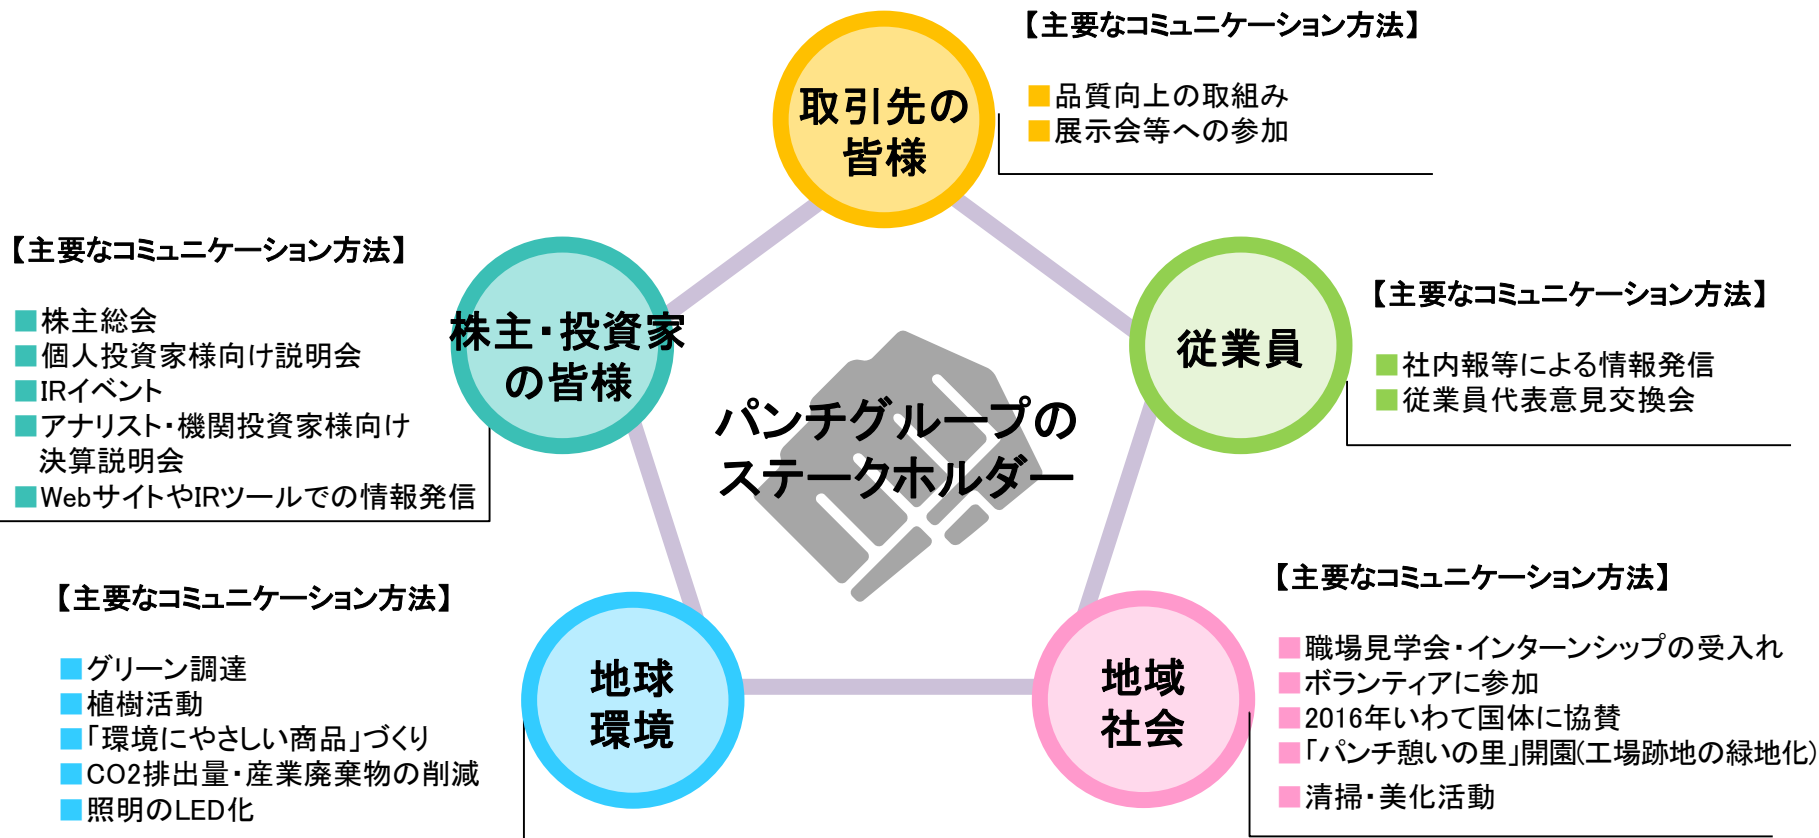 【主要なコミュニケーション方法】
■品質向上の取組み
■展示会等への参加
取引先の
皆様
【主要なコミュニケーション方法】
■株主総会
■個人投資家様向け説明会
■IRイベント
■アナリスト・機関投資家様向け
決算説明会
■WebサイトやIRツールでの情報発信
株主・投資家
の皆様
従業員
【主要なコミュニケーション方法】
■社内報等による情報発信
■従業員代表意見交換会
パンチグループの
ステークホルダー
【主要なコミュニケーション方法】
■グリーン調達
■植樹活動
■「環境にやさしい商品」づくり
■CO2排出量・産業廃棄物の削減
■照明のLED化
地球
環境
地域
社会
【主要なコミュニケーション方法】
■職場見学会・インターンシップの受入れ
■ボランティアに参加
■2016年いわて国体に協賛
■「パンチ憩いの里」開園(工場跡地の緑地化)
■清掃・美化活動